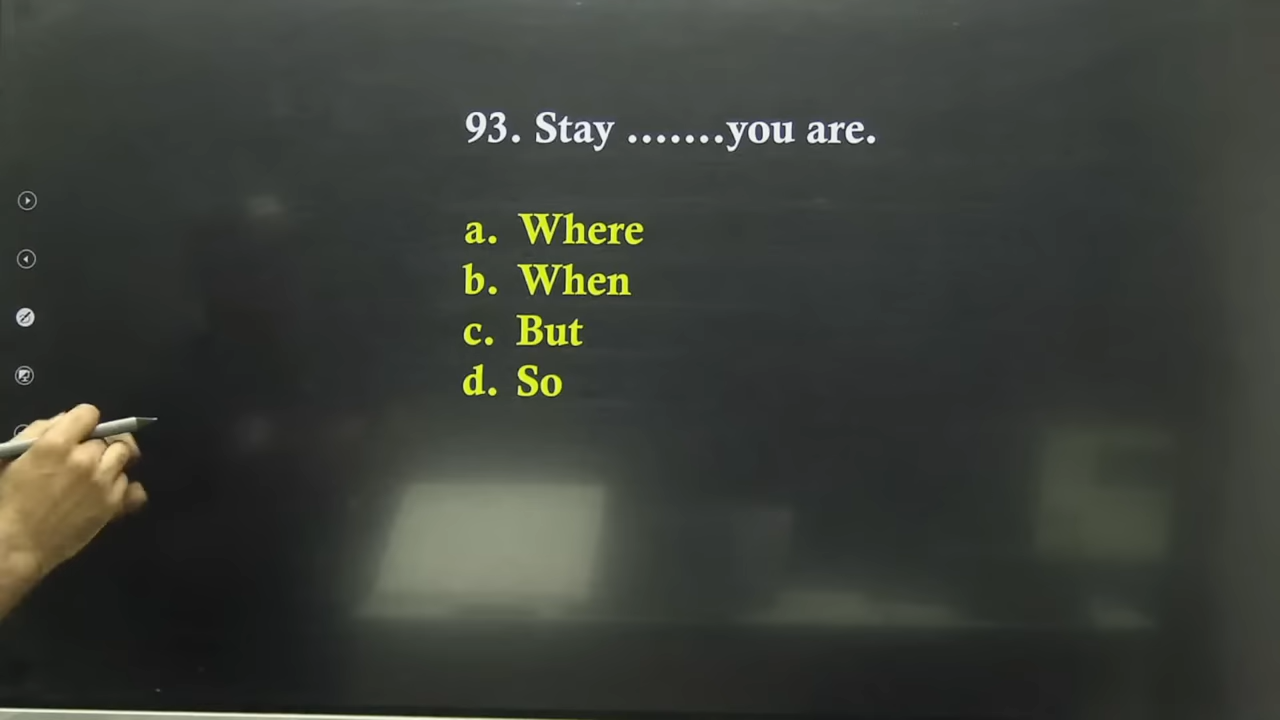 93. Stay .......you are.
a. Where
b. When
c. But
d. So